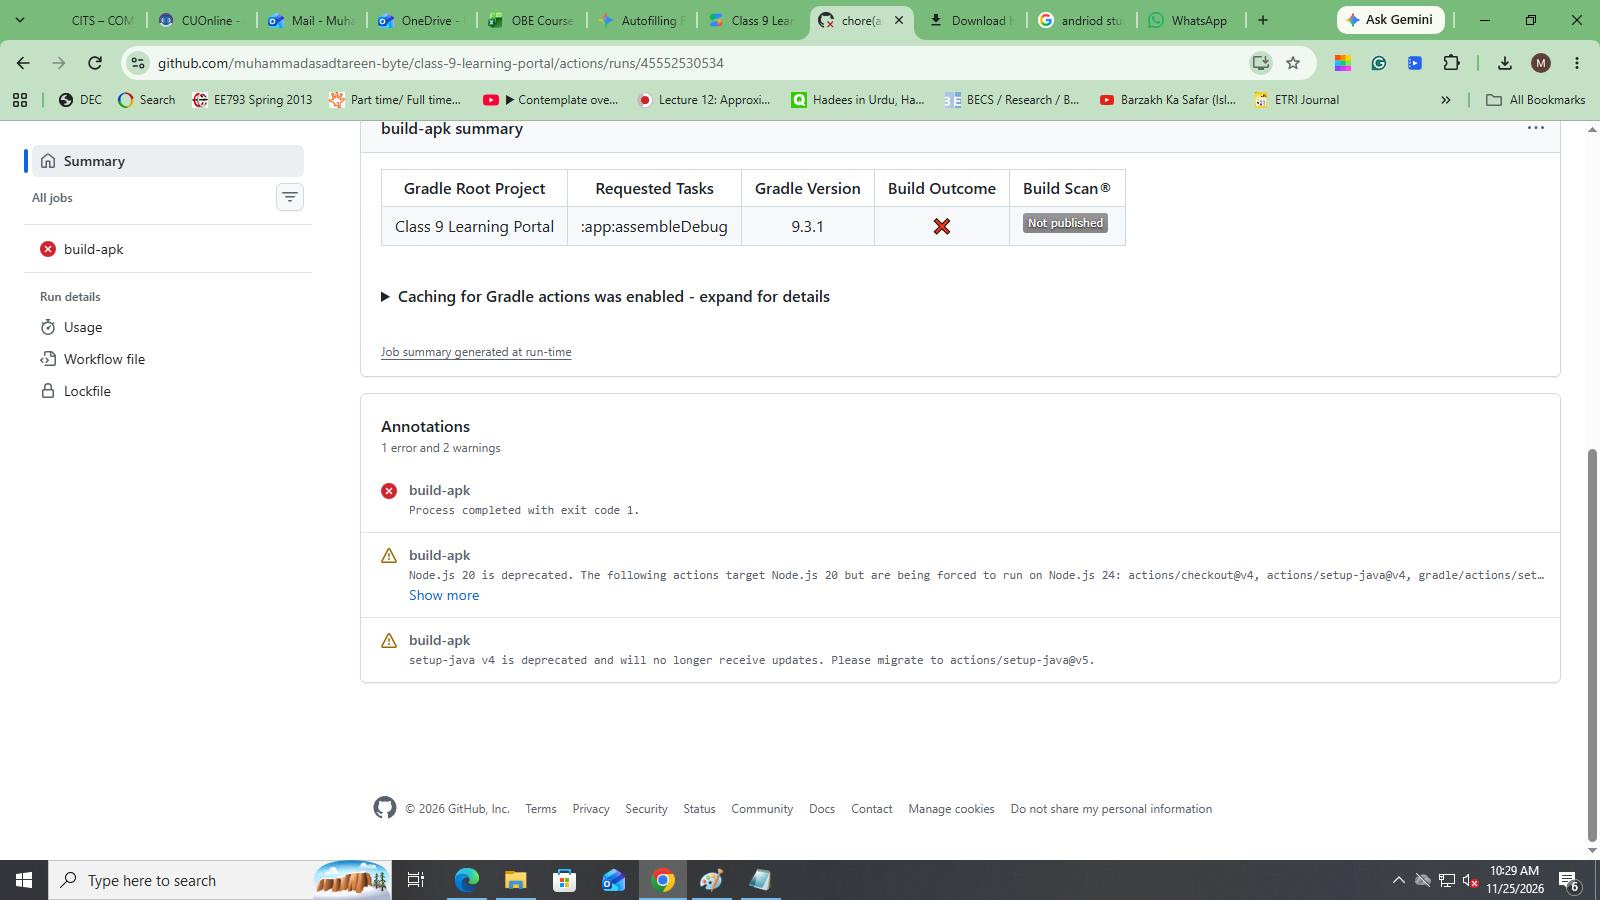 CITS – COM
CUOnline -
Mail - Muha
OneDrive -
OBE Course
Autofilling F
Class 9 Lear
chore(a
Download
andriod stu
WhatsApp
Ask Gemini
github.com/muhammadasadtareen-byte/class-9-learning-portal/actions/runs/45552530534
M
DEC
Search
EE793 Spring 2013
Part time/ Full time...
▶ Contemplate ove...
Lecture 12: Approxi...
Hadees in Urdu, Ha...
BECS / Research / B...
Barzakh Ka Safar (Isl...
ETRI Journal
»
All Bookmarks
Summary
All jobs
build-apk
Run details
Usage
Workflow file
Lockfile
build-apk summary
Gradle Root Project Requested Tasks Gradle Version Build Outcome Build Scan®
Class 9 Learning Portal :app:assembleDebug 9.3.1 ❌ Not published
Caching for Gradle actions was enabled - expand for details
Job summary generated at run-time
Annotations
1 error and 2 warnings
build-apk
Process completed with exit code 1.
build-apk
Node.js 20 is deprecated. The following actions target Node.js 20 but are being forced to run on Node.js 24: actions/checkout@v4, actions/setup-java@v4, gradle/actions/set…
Show more
build-apk
setup-java v4 is deprecated and will no longer receive updates. Please migrate to actions/setup-java@v5.
© 2026 GitHub, Inc. Terms Privacy Security Status Community Docs Contact Manage cookies Do not share my personal information
Type here to search
10:29 AM
11/25/2026
6